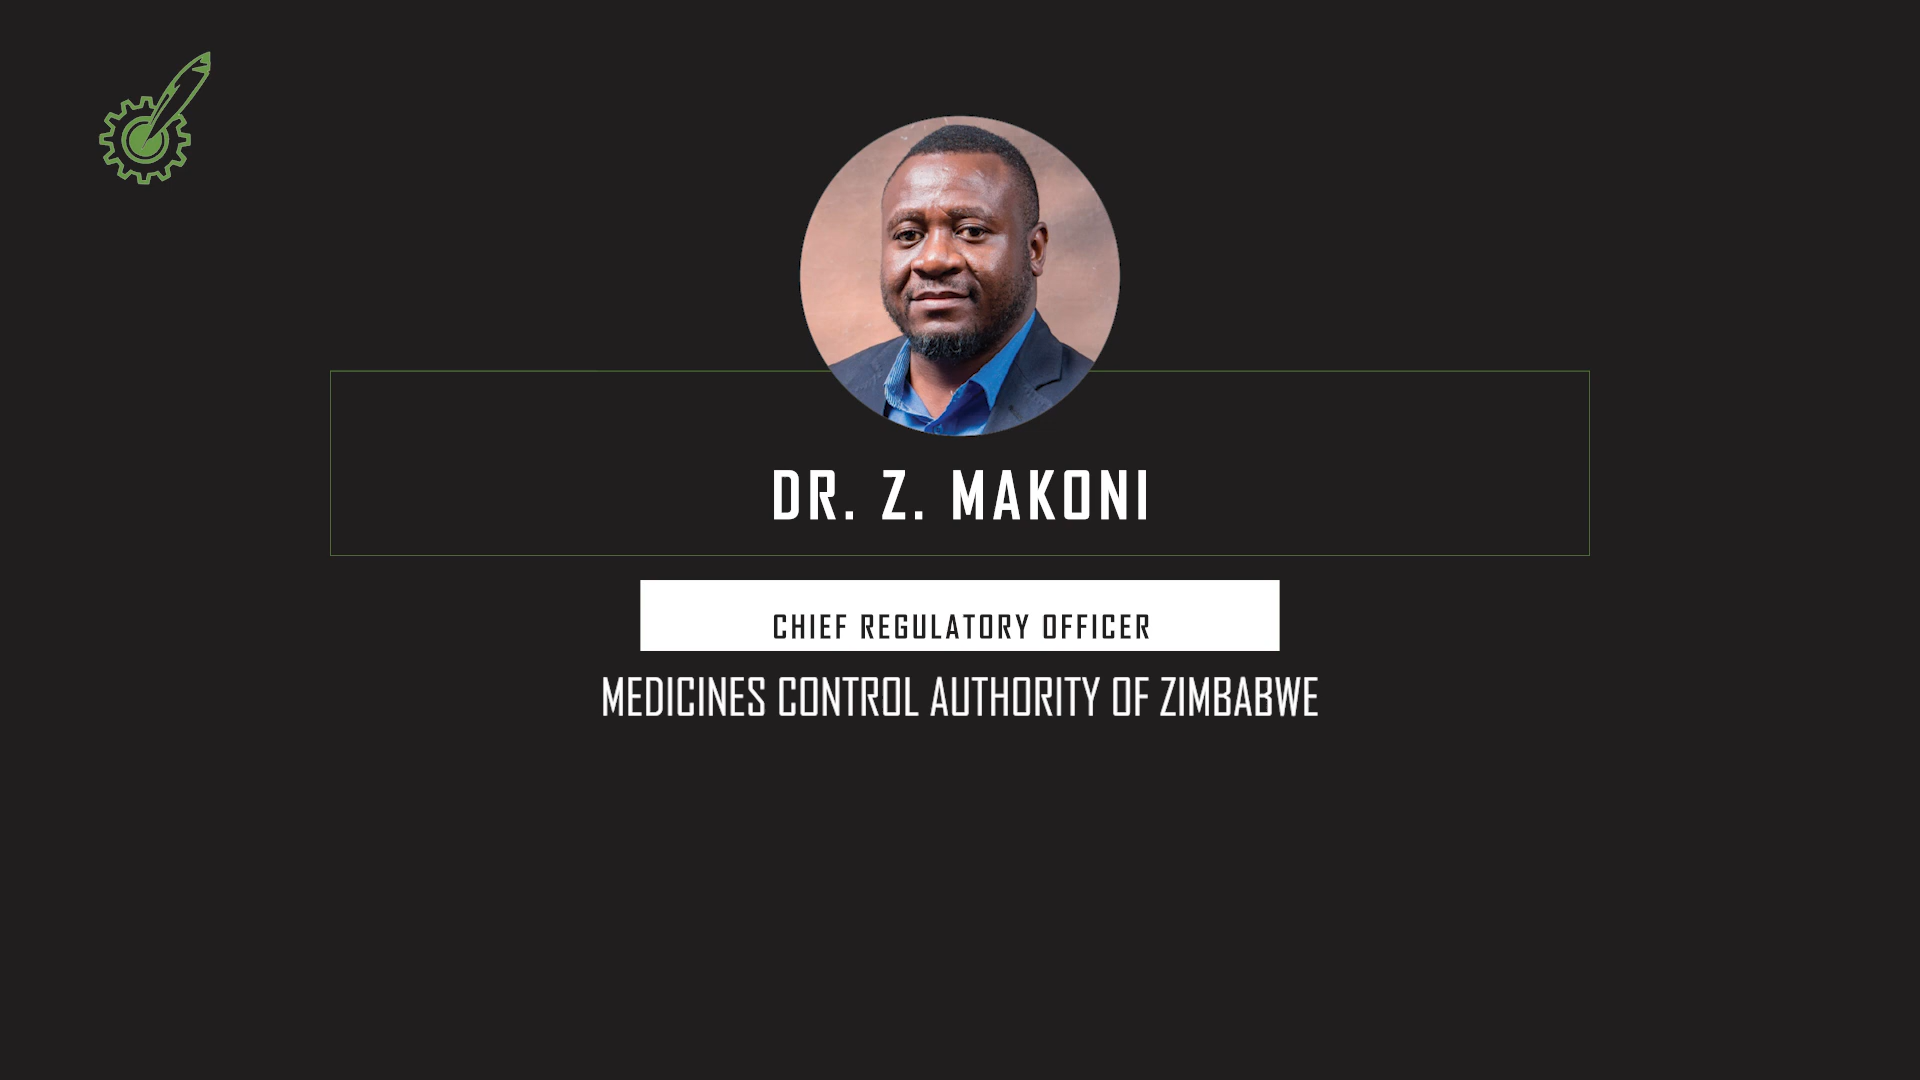 DR. Z. MAKONI
CHIEF REGULATORY OFFICER
MEDICINES CONTROL AUTHORITY OF ZIMBABWE